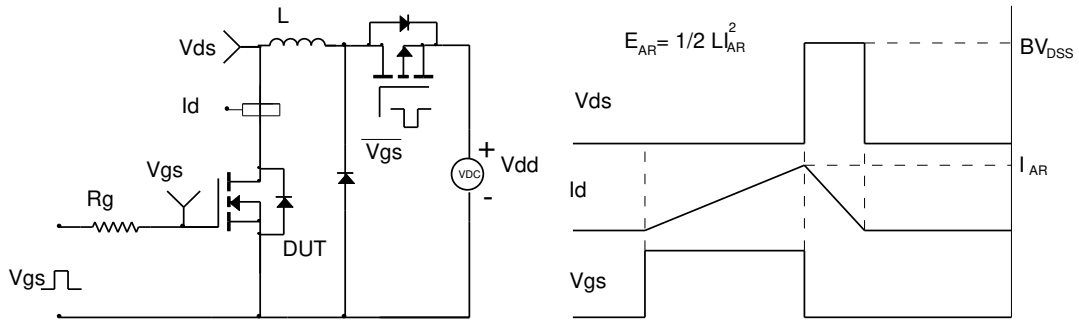 L
Vds
Id
Vgs
Rg
Vgs
DUT
Vgs
+
VDC
Vdd
-
E_AR = 1/2 LI_AR^2
BV_DSS
Vds
I_AR
Id
Vgs